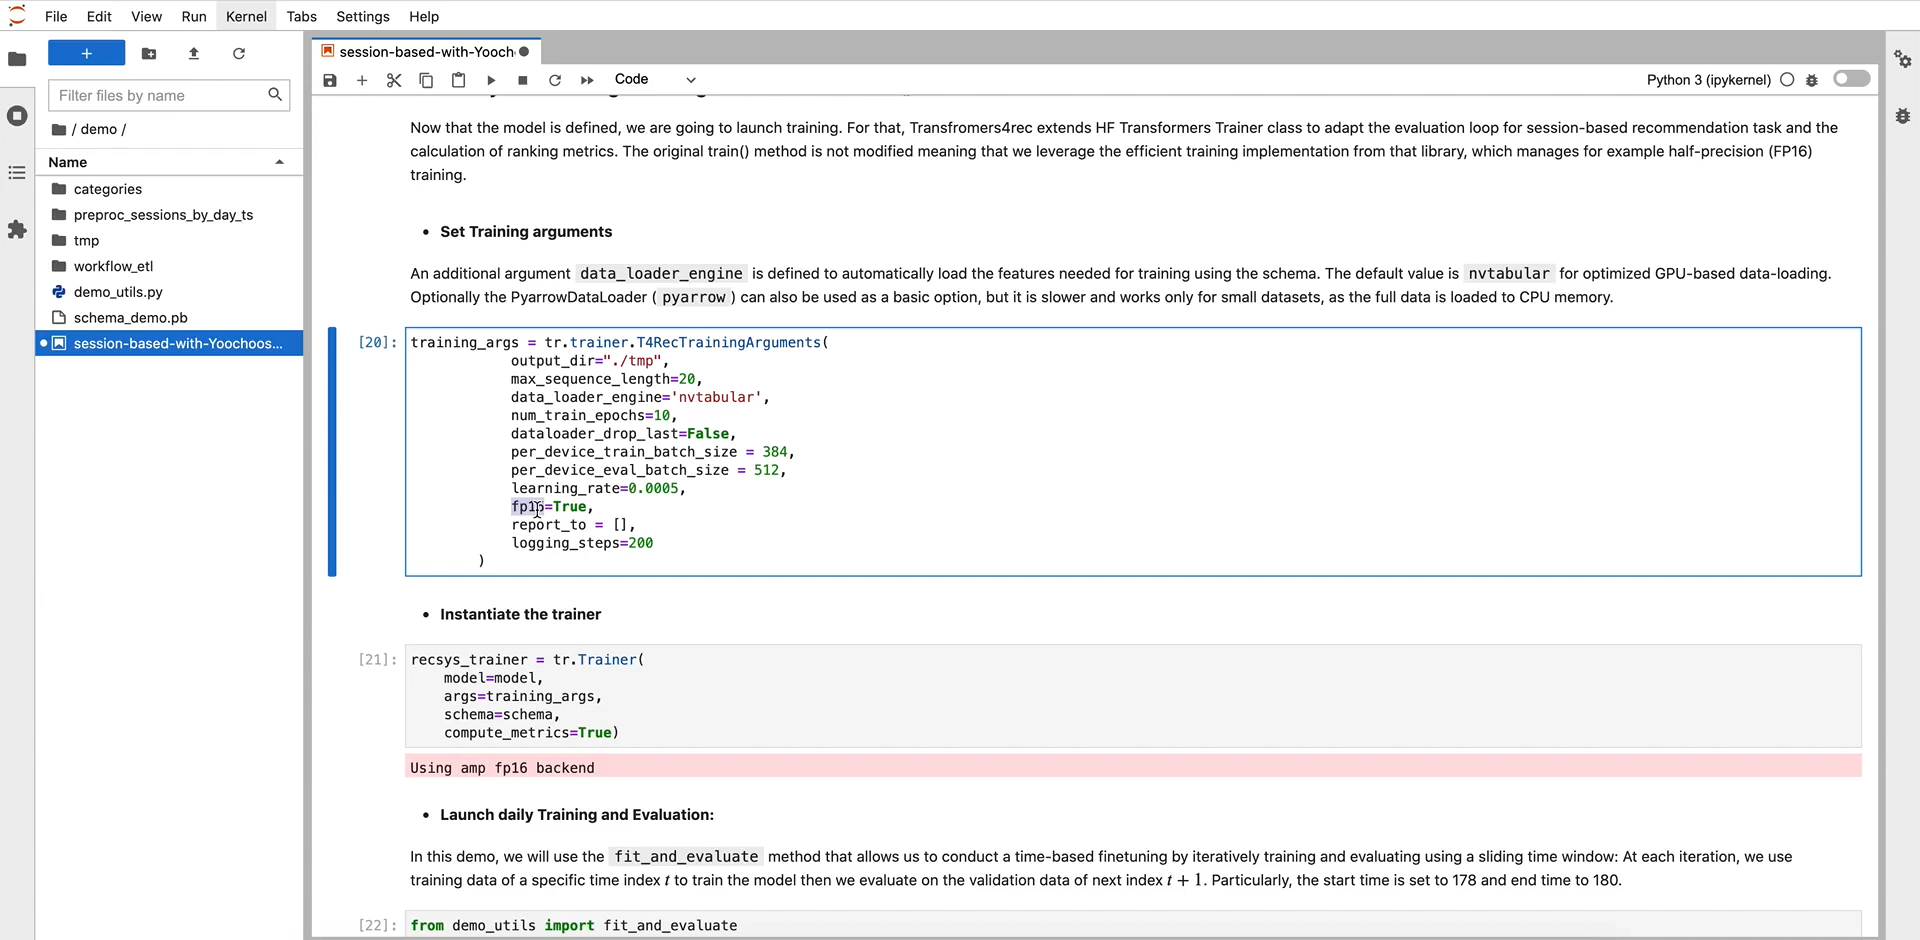 File Edit View Run Kernel Tabs Settings Help
+
Filter files by name
/ demo /
Name
categories
preproc_sessions_by_day_ts
tmp
workflow_etl
demo_utils.py
schema_demo.pb
session-based-with-Yoochoos...
session-based-with-Yooch
Code
Python 3 (ipykernel)
Now that the model is defined, we are going to launch training. For that, Transfromers4rec extends HF Transformers Trainer class to adapt the evaluation loop for session-based recommendation task and the
calculation of ranking metrics. The original train() method is not modified meaning that we leverage the efficient training implementation from that library, which manages for example half-precision (FP16)
training.
• Set Training arguments
An additional argument data_loader_engine is defined to automatically load the features needed for training using the schema. The default value is nvtabular for optimized GPU-based data-loading.
Optionally the PyarrowDataLoader ( pyarrow ) can also be used as a basic option, but it is slower and works only for small datasets, as the full data is loaded to CPU memory.
[20]: training_args = tr.trainer.T4RecTrainingArguments(
output_dir="./tmp",
max_sequence_length=20,
data_loader_engine='nvtabular',
num_train_epochs=10,
dataloader_drop_last=False,
per_device_train_batch_size = 384,
per_device_eval_batch_size = 512,
learning_rate=0.0005,
fp16=True,
report_to = [],
logging_steps=200
)
• Instantiate the trainer
[21]: recsys_trainer = tr.Trainer(
model=model,
args=training_args,
schema=schema,
compute_metrics=True)
Using amp fp16 backend
• Launch daily Training and Evaluation:
In this demo, we will use the fit_and_evaluate method that allows us to conduct a time-based finetuning by iteratively training and evaluating using a sliding time window: At each iteration, we use
training data of a specific time index t to train the model then we evaluate on the validation data of next index t + 1. Particularly, the start time is set to 178 and end time to 180.
[22]: from demo_utils import fit_and_evaluate